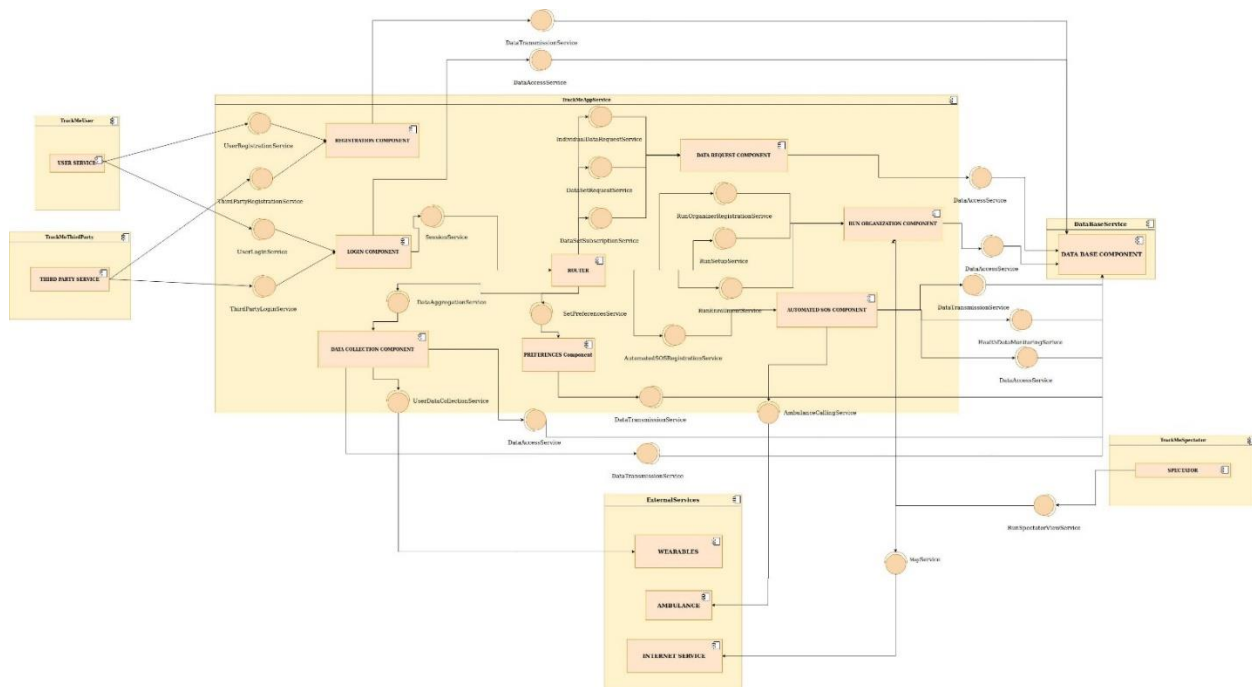 DataTransmissionService
DataAccessService
TrackMeAppService
TrackMeUser
USER SERVICE
UserRegistrationService
REGISTRATION COMPONENT
IndividualDataRequestService
DATA REQUEST COMPONENT
DataSetRequestService
ThirdPartyRegistrationService
DataAccessService
SessionService
RunOrganizerRegistrationService
RUN ORGANIZATION COMPONENT
DataBaseService
TrackMeThirdParty
UserLoginService
LOGIN COMPONENT
DataSetSubscriptionService
DATA BASE COMPONENT
RunSetupService
DataAccessService
THIRD PARTY SERVICE
ROUTER
ThirdPartyLoginService
DataAggregationService
SetPreferencesService
RunEnrolmentService
AUTOMATED SOS COMPONENT
DataTransmissionService
DATA COLLECTION COMPONENT
PREFERENCES Component
AutomatedSOSRegistrationService
HealthDataMonitoringService
DataAccessService
UserDataCollectionService
DataTransmissionService
AmbulanceCallingService
DataAccessService
TrackMeSpectator
SPECTATOR
DataTransmissionService
ExternalServices
RunSpectatorViewService
WEARABLES
MapService
AMBULANCE
INTERNET SERVICE